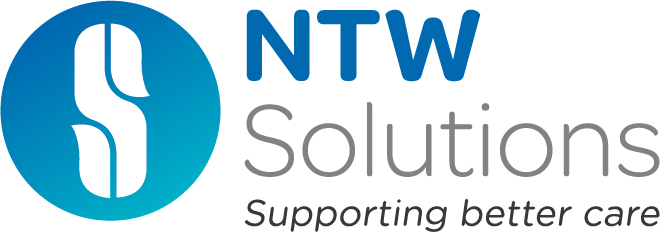 NTW
Solutions
Supporting better care